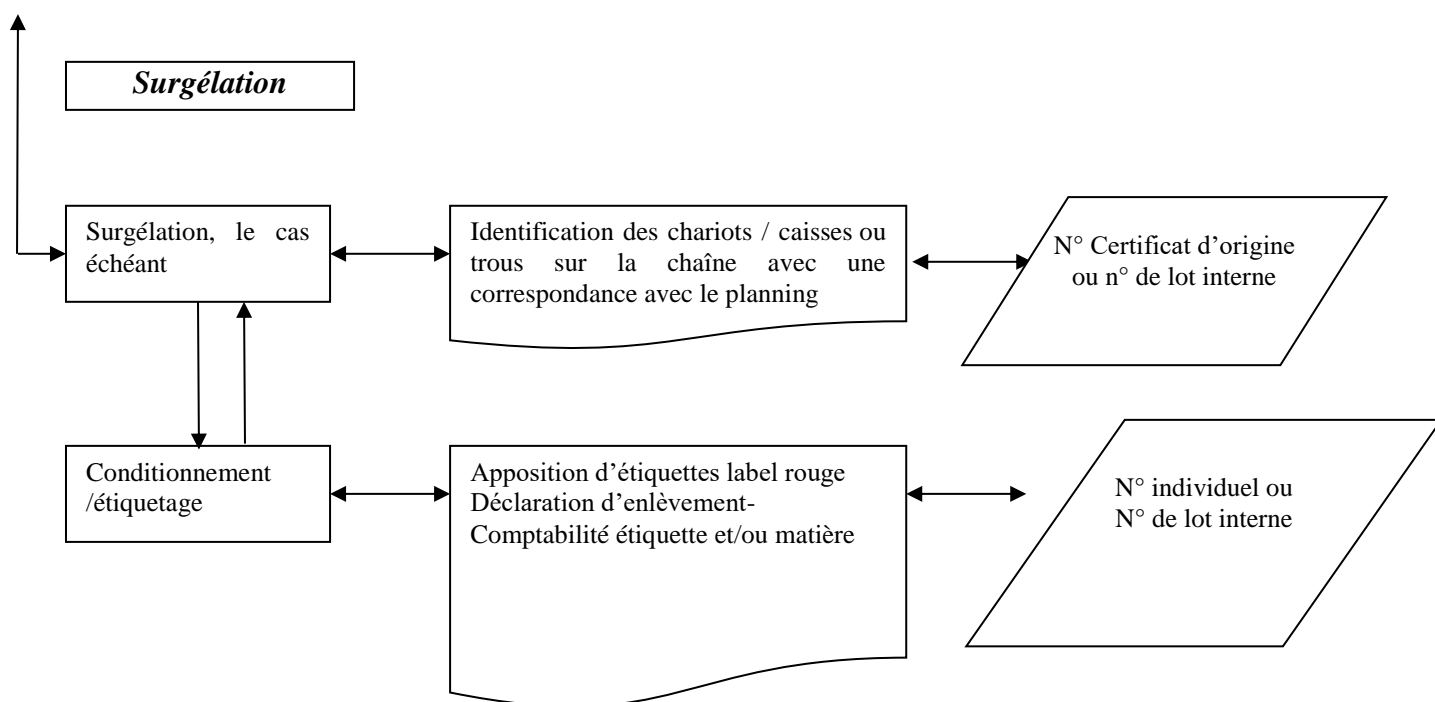 Surgélation
Surgélation, le cas
échéant
Identification des chariots / caisses ou
trous sur la chaîne avec une
correspondance avec le planning
N° Certificat d’origine
ou n° de lot interne
Conditionnement
/étiquetage
Apposition d’étiquettes label rouge
Déclaration d’enlèvement-
Comptabilité étiquette et/ou matière
N° individuel ou
N° de lot interne